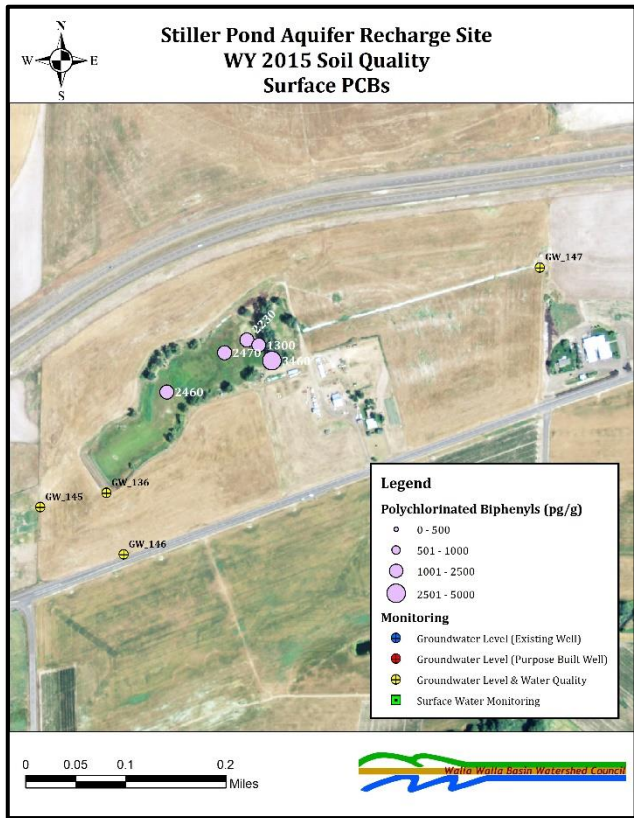 N
W E
S
Stiller Pond Aquifer Recharge Site
WY 2015 Soil Quality
Surface PCBs
GW_147
2230
1300
2470
3460
2460
GW_136
GW_145
GW_146
Legend
Polychlorinated Biphenyls (pg/g)
0 - 500
501 - 1000
1001 - 2500
2501 - 5000
Monitoring
Groundwater Level (Existing Well)
Groundwater Level (Purpose Built Well)
Groundwater Level & Water Quality
Surface Water Monitoring
0 0.05 0.1 0.2
Miles
Walla Walla Basin Watershed Council